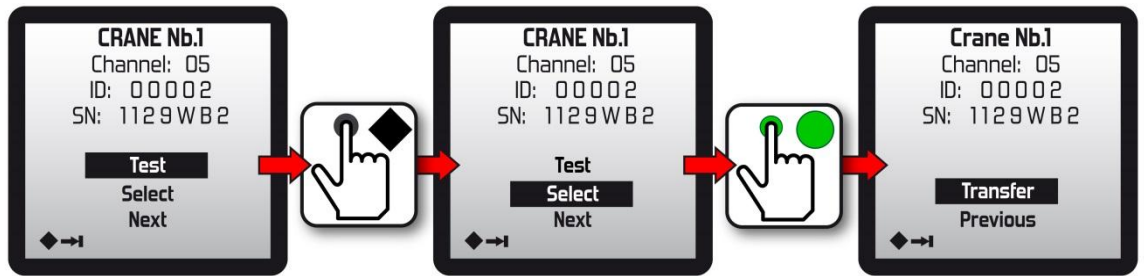 CRANE Nb.1
Channel: 05
ID: 00002
SN: 1129WB2
Test
Select
Next
CRANE Nb.1
Channel: 05
ID: 00002
SN: 1129WB2
Test
Select
Next
Crane Nb.1
Channel: 05
ID: 00002
SN: 1129WB2
Transfer
Previous